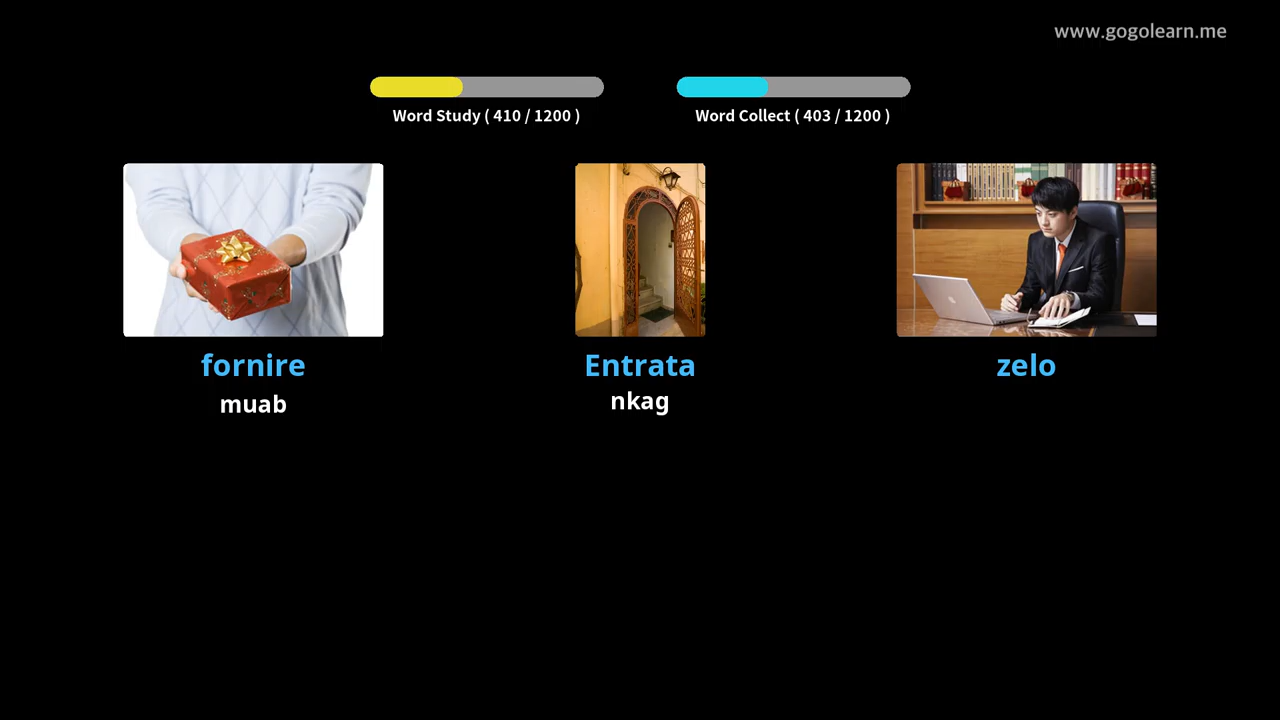 www.gogolearn.me
Word Study ( 410 / 1200 )
Word Collect ( 403 / 1200 )
fornire
Entrata
zelo
muab
nkag